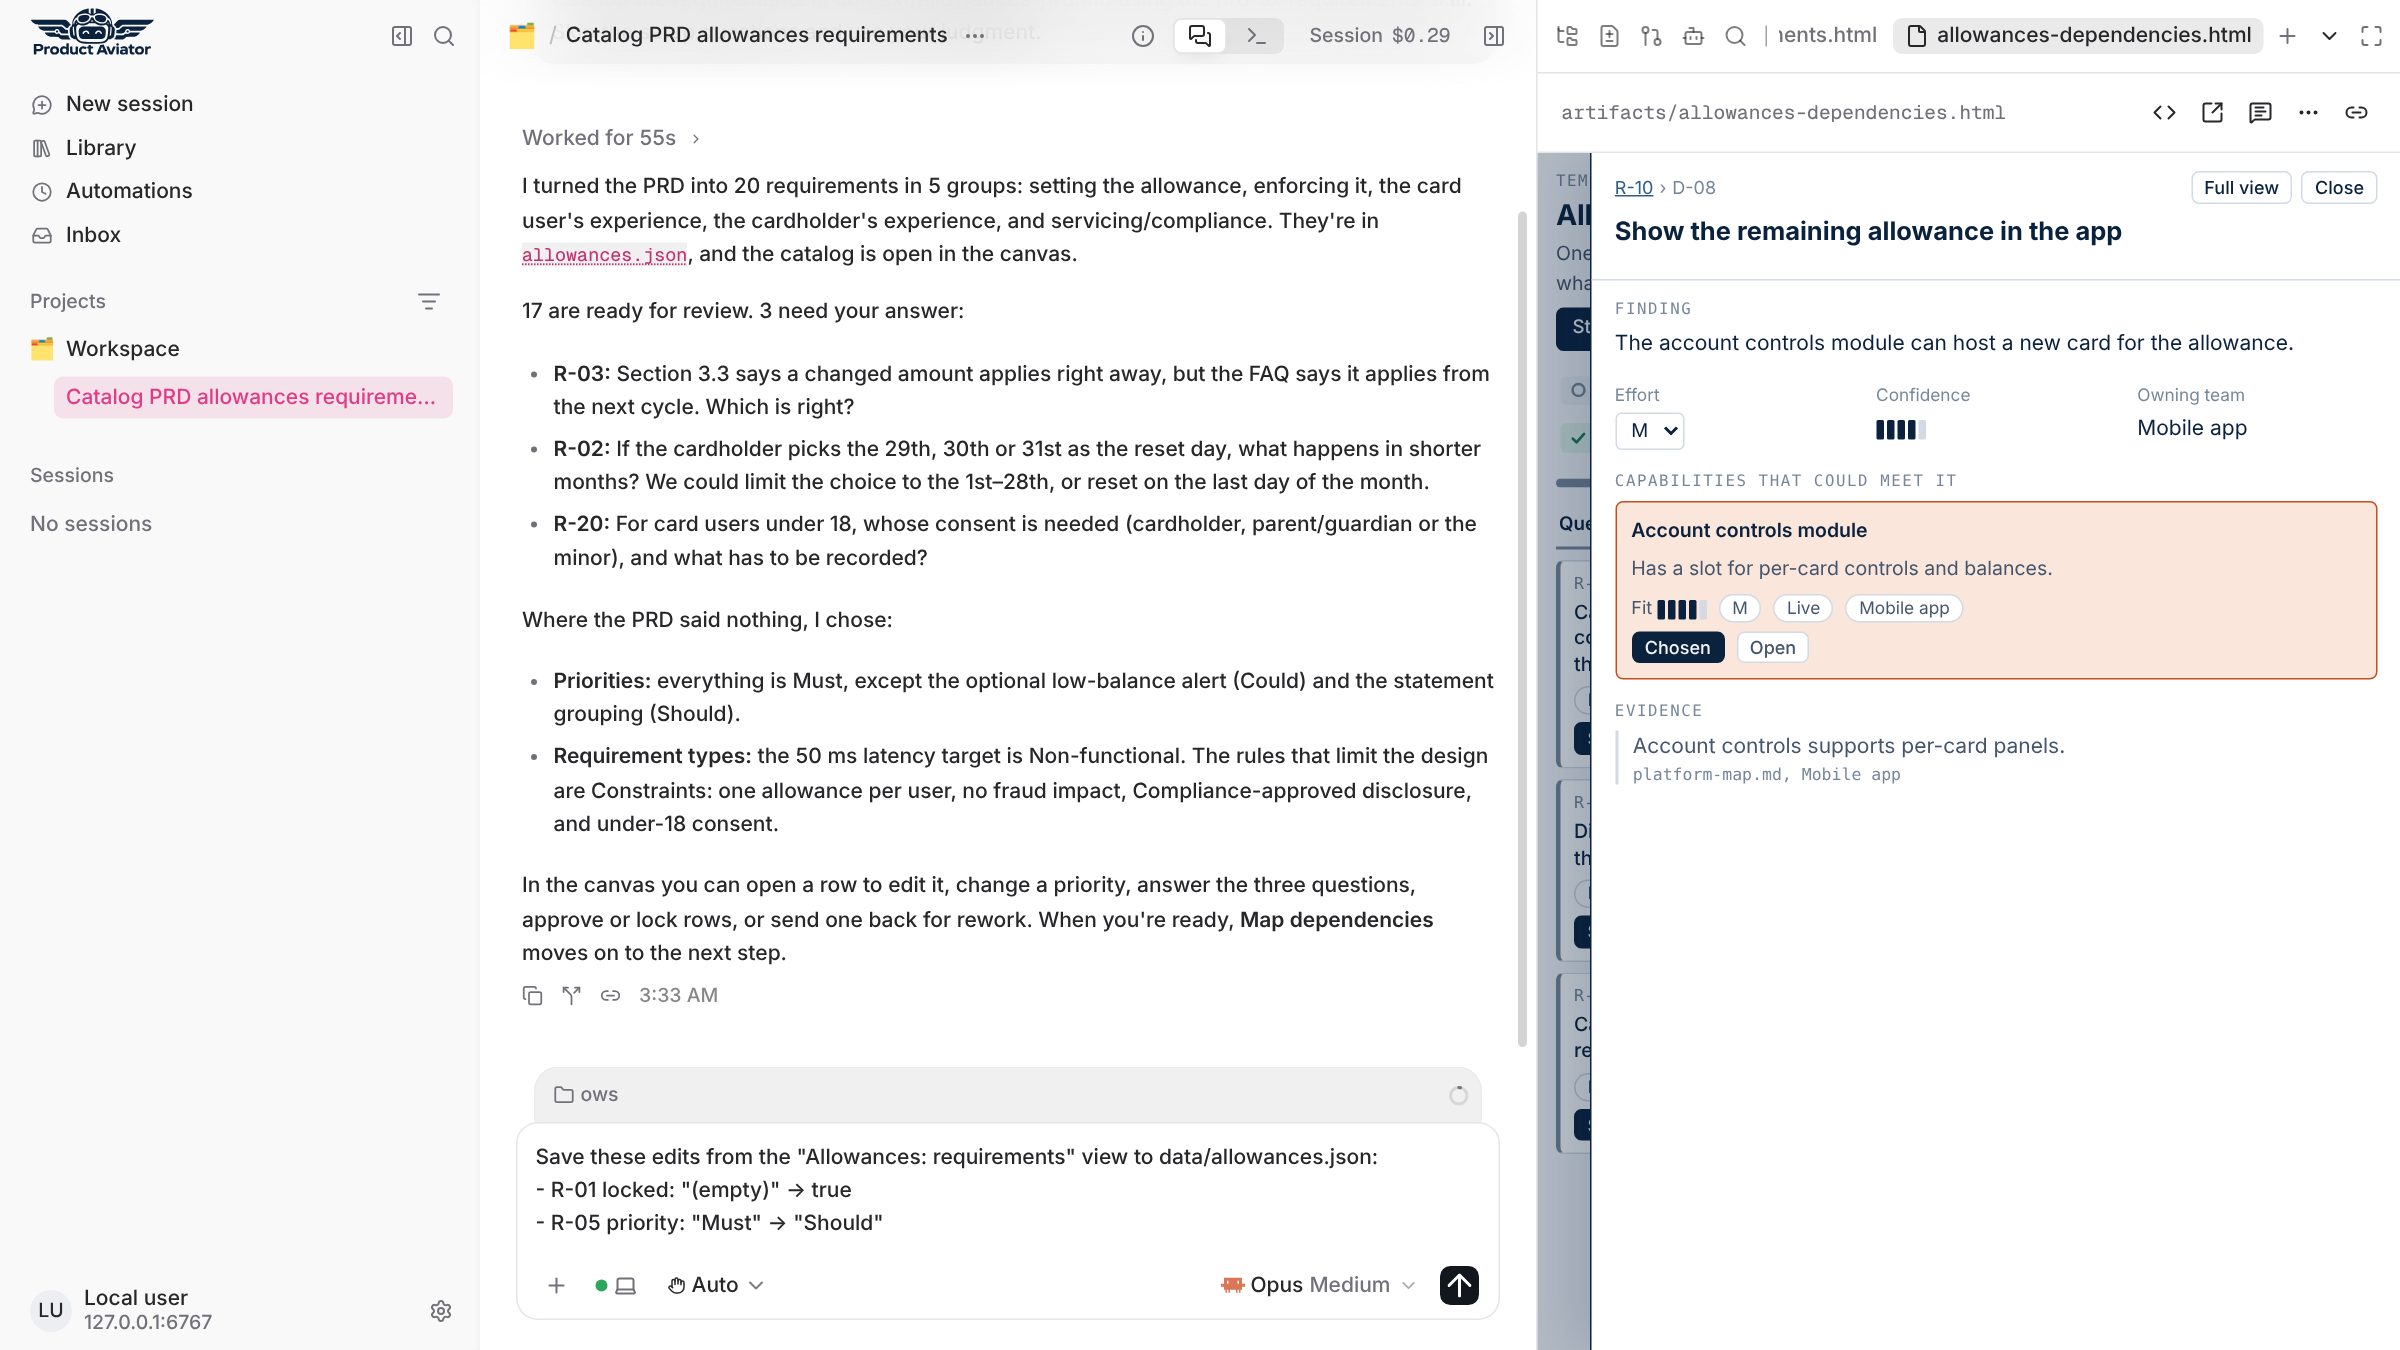 Product Aviator
New session
Library
Automations
Inbox
Projects
Workspace
Catalog PRD allowances requireme...
Sessions
No sessions
LU
Local user
127.0.0.1:6767
/ Catalog PRD allowances requirements ...
Session $0.29
Worked for 55s
I turned the PRD into 20 requirements in 5 groups: setting the allowance, enforcing it, the card
user's experience, the cardholder's experience, and servicing/compliance. They're in
allowances.json, and the catalog is open in the canvas.
17 are ready for review. 3 need your answer:
• R-03: Section 3.3 says a changed amount applies right away, but the FAQ says it applies from
the next cycle. Which is right?
• R-02: If the cardholder picks the 29th, 30th or 31st as the reset day, what happens in shorter
months? We could limit the choice to the 1st–28th, or reset on the last day of the month.
• R-20: For card users under 18, whose consent is needed (cardholder, parent/guardian or the
minor), and what has to be recorded?
Where the PRD said nothing, I chose:
• Priorities: everything is Must, except the optional low-balance alert (Could) and the statement
grouping (Should).
• Requirement types: the 50 ms latency target is Non-functional. The rules that limit the design
are Constraints: one allowance per user, no fraud impact, Compliance-approved disclosure,
and under-18 consent.
In the canvas you can open a row to edit it, change a priority, answer the three questions,
approve or lock rows, or send one back for rework. When you're ready, Map dependencies
moves on to the next step.
3:33 AM
ows
Save these edits from the "Allowances: requirements" view to data/allowances.json:
- R-01 locked: "(empty)" → true
- R-05 priority: "Must" → "Should"
Auto
Opus Medium
nents.html
allowances-dependencies.html
artifacts/allowances-dependencies.html
TEM
All
One
wha
St
Que
R-
R-
Di
th
R-
re
R-10 › D-08
Full view
Close
Show the remaining allowance in the app
FINDING
The account controls module can host a new card for the allowance.
Effort
Confidence
Owning team
M
Mobile app
CAPABILITIES THAT COULD MEET IT
Account controls module
Has a slot for per-card controls and balances.
Fit
M
Live
Mobile app
Chosen
Open
EVIDENCE
Account controls supports per-card panels.
platform-map.md, Mobile app